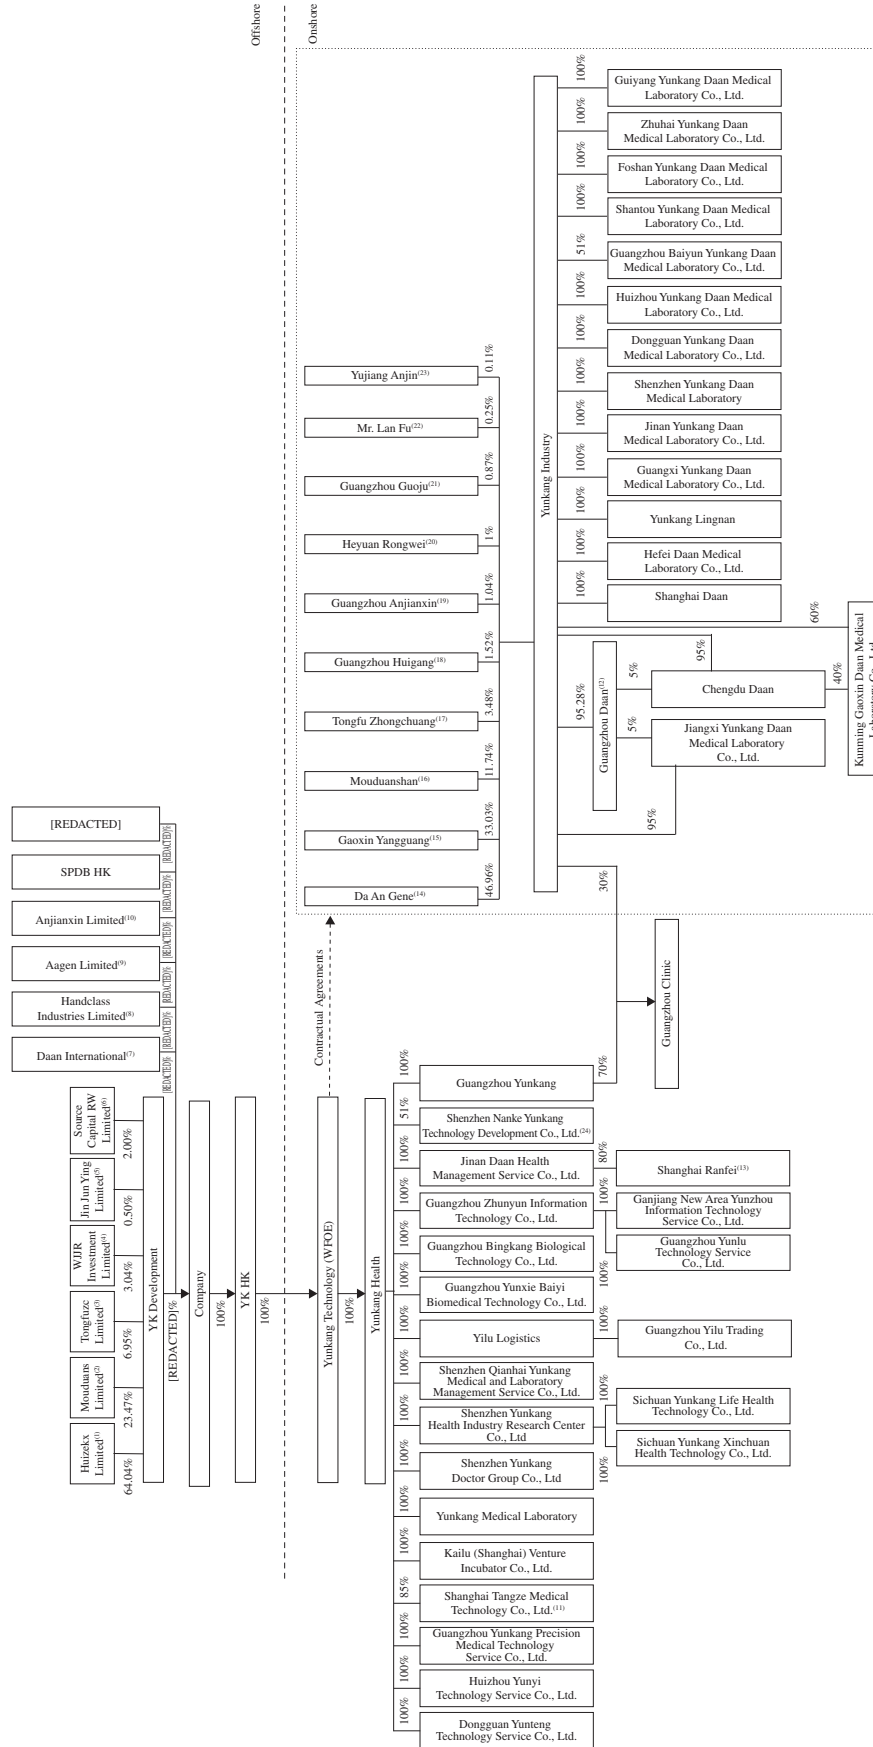 Offshore
Onshore
Huizekx
Limited(1)
Mouduans
Limited(2)
Tongfuzc
Limited(3)
WJJR
Investment
Limited(4)
Jin Jun Ying
Limited(5)
Source
Capital RW
Limited(6)
64.04%
23.47%
6.95%
3.04%
0.50%
2.00%
YK Development
Daan International(7)
Handclass
Industries Limited(8)
Aagen Limited(9)
Anjianxin Limited(10)
SPDB HK
[REDACTED]
[REDACTED]%
[REDACTED]%
[REDACTED]%
[REDACTED]%
[REDACTED]%
[REDACTED]%
[REDACTED]%
Company
100%
YK HK
100%
Yunkang Technology (WFOE)
Contractual Agreements
100%
Yunkang Health
100%
100%
100%
85%
100%
100%
100%
100%
100%
100%
100%
100%
100%
100%
51%
100%
Dongguan Yunteng
Technology Service Co., Ltd.
Huizhou Yunyi
Technology Service Co., Ltd.
Guangzhou Yunkang Precision
Medical Technology
Service Co., Ltd.
Shanghai Tangze Medical
Technology Co., Ltd.(11)
Kailu (Shanghai) Venture
Incubator Co., Ltd.
Yunkang Medical Laboratory
Shenzhen Yunkang
Doctor Group Co., Ltd
Shenzhen Yunkang
Health Industry Research Center
Co., Ltd
Shenzhen Qianhai Yunkang
Medical and Laboratory
Management Service Co., Ltd.
Yilu Logistics
Guangzhou Yunxie Baiyi
Biomedical Technology Co., Ltd.
Guangzhou Bingkang Biological
Technology Co., Ltd.
Guangzhou Zhunyun Information
Technology Co., Ltd.
Jinan Daan Health
Management Service Co., Ltd.
Shenzhen Nanke Yunkang
Technology Development Co., Ltd.(24)
Guangzhou Yunkang
100%
100%
100%
100%
100%
80%
70%
Sichuan Yunkang Xinchuan
Health Technology Co., Ltd.
Sichuan Yunkang Life Health
Technology Co., Ltd.
Guangzhou Yilu Trading
Co., Ltd.
Guangzhou Yunlu
Technology Service
Co., Ltd.
Ganjiang New Area Yunzhou
Information Technology
Service Co., Ltd.
Shanghai Ranfei(13)
Guangzhou Clinic
Da An Gene(14)
Gaoxin Yangguang(15)
Mouduanshan(16)
Tongfu Zhongchuang(17)
Guangzhou Huigang(18)
Guangzhou Anjianxin(19)
Heyuan Rongwei(20)
Guangzhou Guoju(21)
Mr. Lan Fu(22)
Yujiang Anjin(23)
46.96%
33.03%
11.74%
3.48%
1.52%
1.04%
1%
0.87%
0.25%
0.11%
Yunkang Industry
30%
95%
95.28%
95%
60%
100%
100%
100%
100%
100%
100%
100%
100%
51%
100%
100%
100%
100%
Guangzhou Daan(12)
5%
5%
Jiangxi Yunkang Daan
Medical Laboratory
Co., Ltd.
Chengdu Daan
40%
Kunming Gaoxin Daan Medical
Laboratory Co., Ltd.
Shanghai Daan
Hefei Daan Medical
Laboratory Co., Ltd.
Yunkang Lingnan
Guangxi Yunkang Daan
Medical Laboratory Co., Ltd.
Jinan Yunkang Daan
Medical Laboratory Co., Ltd.
Shenzhen Yunkang Daan
Medical Laboratory
Dongguan Yunkang Daan
Medical Laboratory Co., Ltd.
Huizhou Yunkang Daan Medical
Laboratory Co., Ltd.
Guangzhou Baiyun Yunkang Daan
Medical Laboratory Co., Ltd.
Shantou Yunkang Daan Medical
Laboratory Co., Ltd.
Foshan Yunkang Daan Medical
Laboratory Co., Ltd.
Zhuhai Yunkang Daan
Medical Laboratory Co., Ltd.
Guiyang Yunkang Daan Medical
Laboratory Co., Ltd.